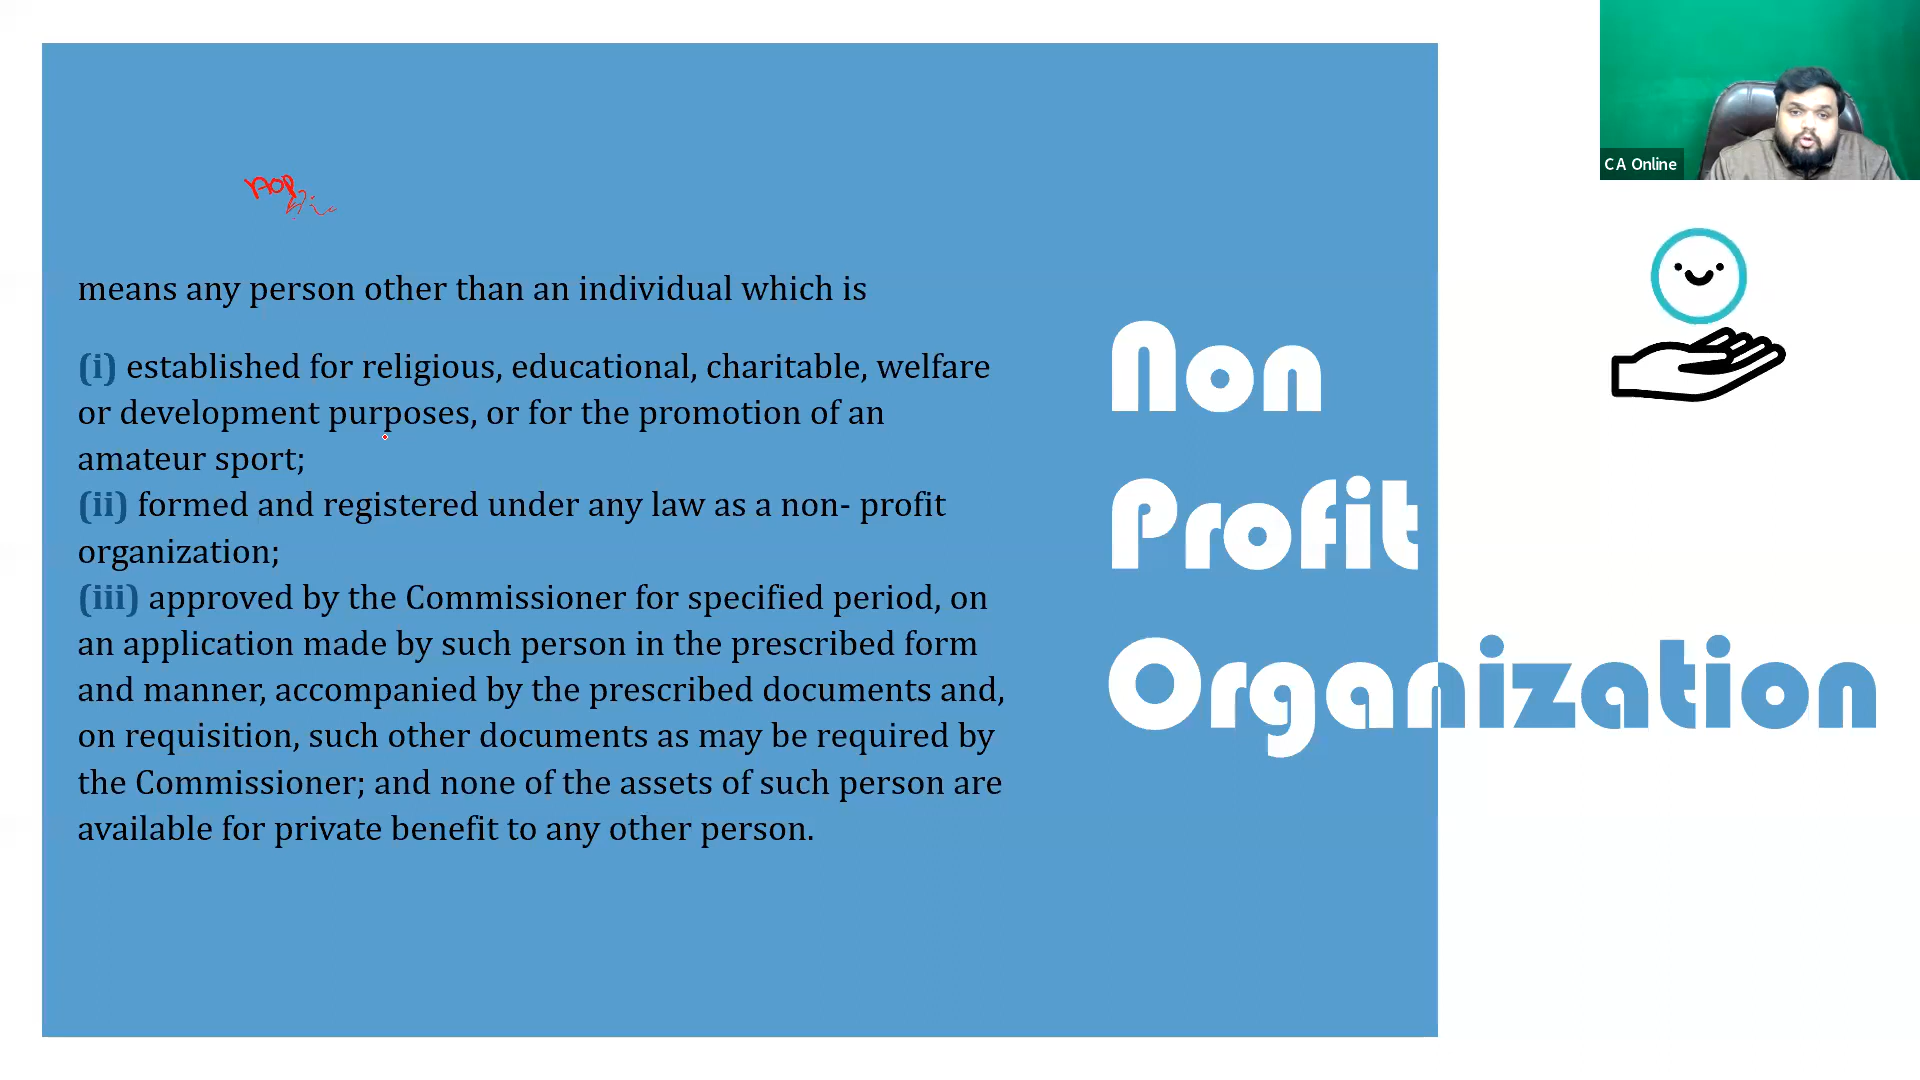 means any person other than an individual which is
(i) established for religious, educational, charitable, welfare
or development purposes, or for the promotion of an
amateur sport;
(ii) formed and registered under any law as a non- profit
organization;
(iii) approved by the Commissioner for specified period, on
an application made by such person in the prescribed form
and manner, accompanied by the prescribed documents and,
on requisition, such other documents as may be required by
the Commissioner; and none of the assets of such person are
available for private benefit to any other person.
Non
Profit
Organization
C A Online